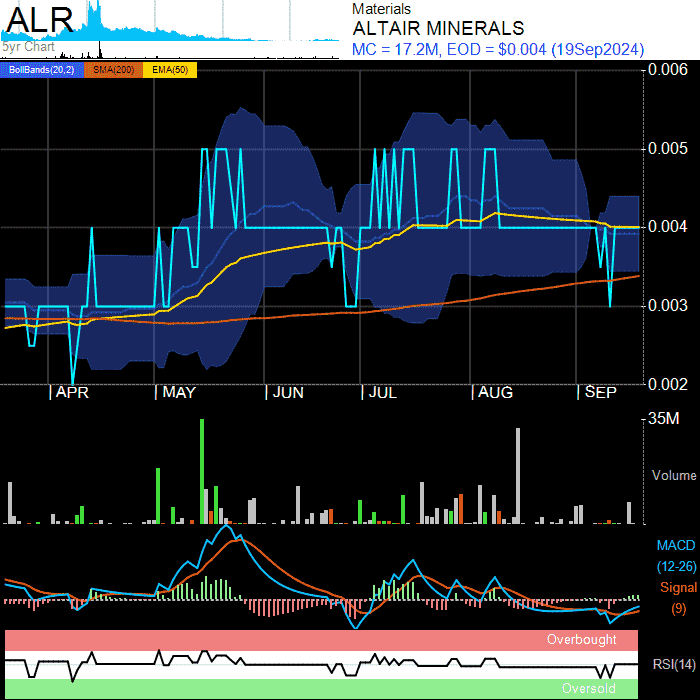 ALR
5yr Chart
Materials
ALTAIR MINERALS
MC = 17.2M, EOD = $0.004 (19Sep2024)
BollBands(20,2) SMA(200) EMA(50)
0.006
0.005
0.004
0.003
0.002
APR MAY JUN JUL AUG SEP
35M
Volume
MACD
(12-26)
Signal
(9)
Overbought
RSI(14)
Oversold